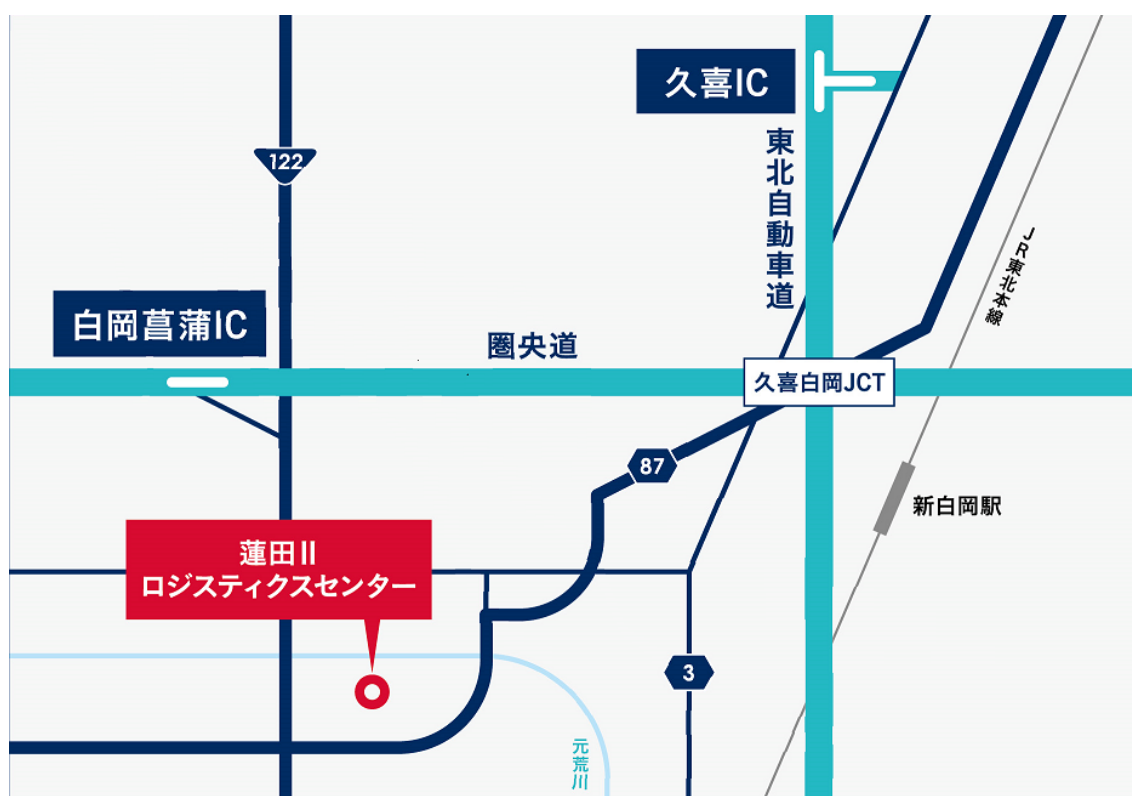 久喜IC
122
東北自動車道
JR東北本線
白岡菖蒲IC
圏央道
久喜白岡JCT
87
新白岡駅
蓮田II
ロジスティクスセンター
3
元荒川